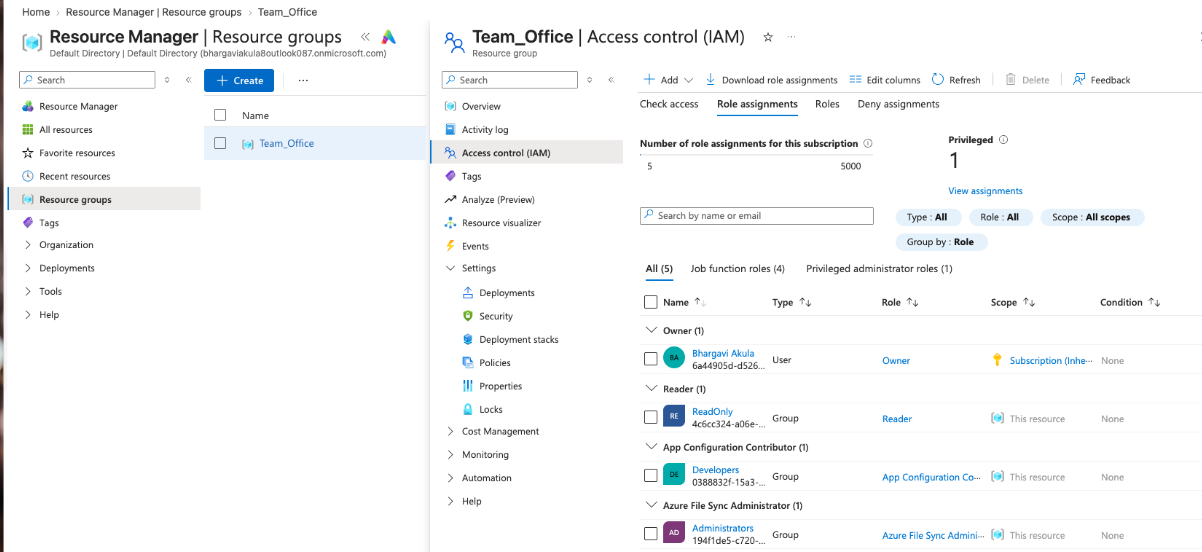 Home > Resource Manager | Resource groups > Team_Office
Resource Manager | Resource groups «
Default Directory | Default Directory (bhargaviakula8outlook087.onmicrosoft.com)
Search «
+ Create ...
Resource Manager
All resources
Favorite resources
Recent resources
Resource groups
Tags
Organization
Deployments
Tools
Help
Name
Team_Office
Team_Office | Access control (IAM) ☆ ...
Resource group
Search «
Overview
Activity log
Access control (IAM)
Tags
Analyze (Preview)
Resource visualizer
Events
Settings
Deployments
Security
Deployment stacks
Policies
Properties
Locks
Cost Management
Monitoring
Automation
Help
+ Add Download role assignments Edit columns Refresh Delete Feedback
Check access Role assignments Roles Deny assignments
Number of role assignments for this subscription
5 5000
Privileged
1
View assignments
Search by name or email
Type : All Role : All Scope : All scopes
Group by : Role
All (5) Job function roles (4) Privileged administrator roles (1)
Name ↑↓ Type ↑↓ Role ↑↓ Scope ↑↓ Condition ↑↓
Owner (1)
BA Bhargavi Akula User Owner Subscription (Inhe··· None
6a44905d-d526...
Reader (1)
RE ReadOnly Group Reader This resource None
4c6cc324-a06e-...
App Configuration Contributor (1)
DE Developers Group App Configuration Co··· This resource None
0388832f-15a3-...
Azure File Sync Administrator (1)
AD Administrators Group Azure File Sync Admini··· This resource None
194f1de5-c720-...